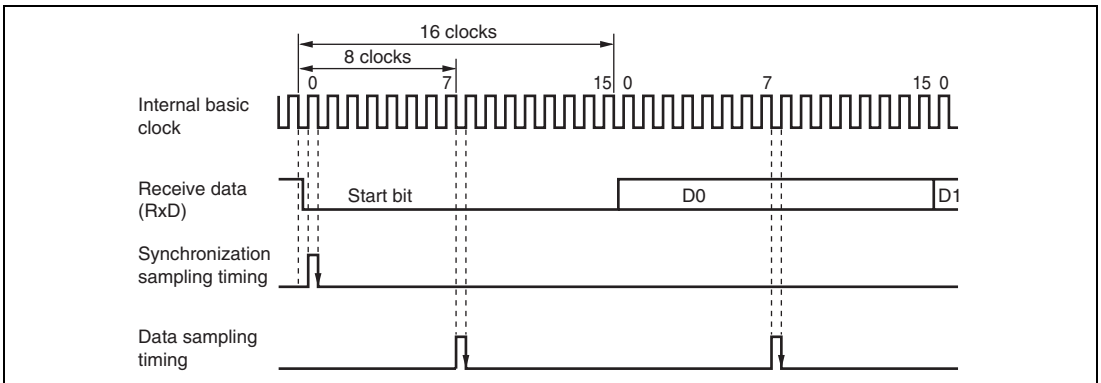 16 clocks
8 clocks
0 7 15 0 7 15 0
Internal basic
clock
Receive data
(RxD)
Start bit D0 D1
Synchronization
sampling timing
Data sampling
timing